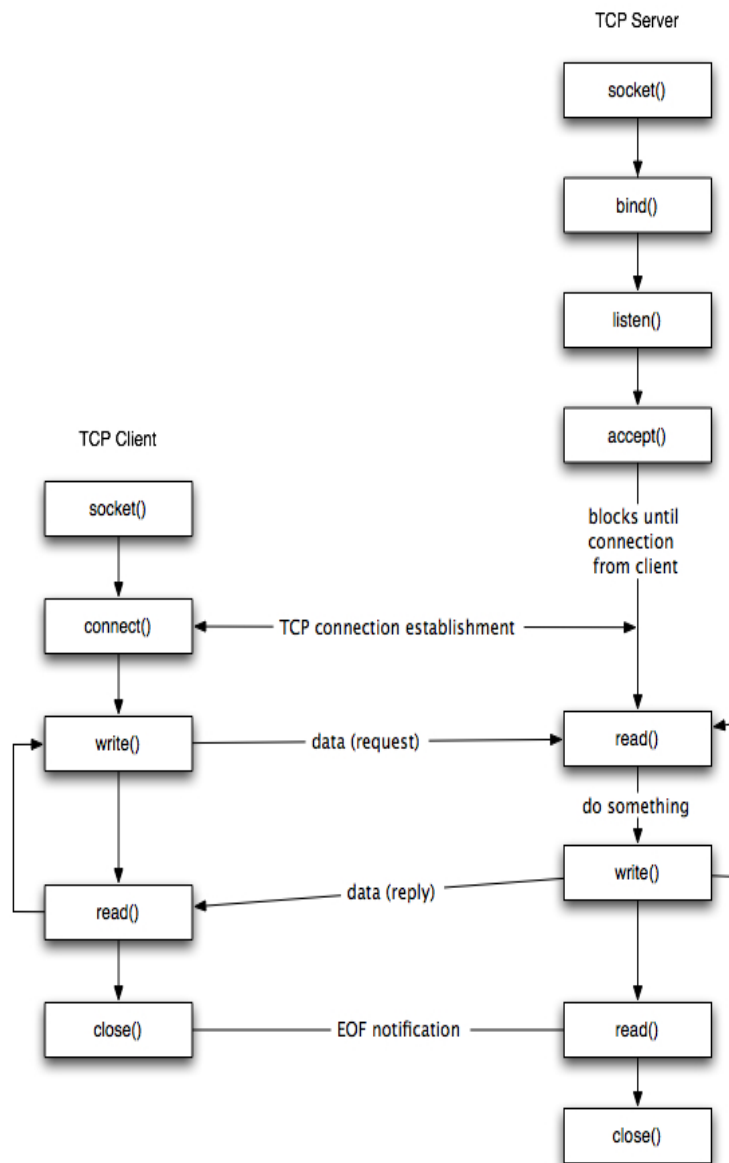 TCP Server
socket()
bind()
listen()
accept()
TCP Client
blocks until
connection
from client
socket()
connect()
TCP connection establishment
write()
data (request)
read()
do something
write()
data (reply)
read()
close()
EOF notification
read()
close()